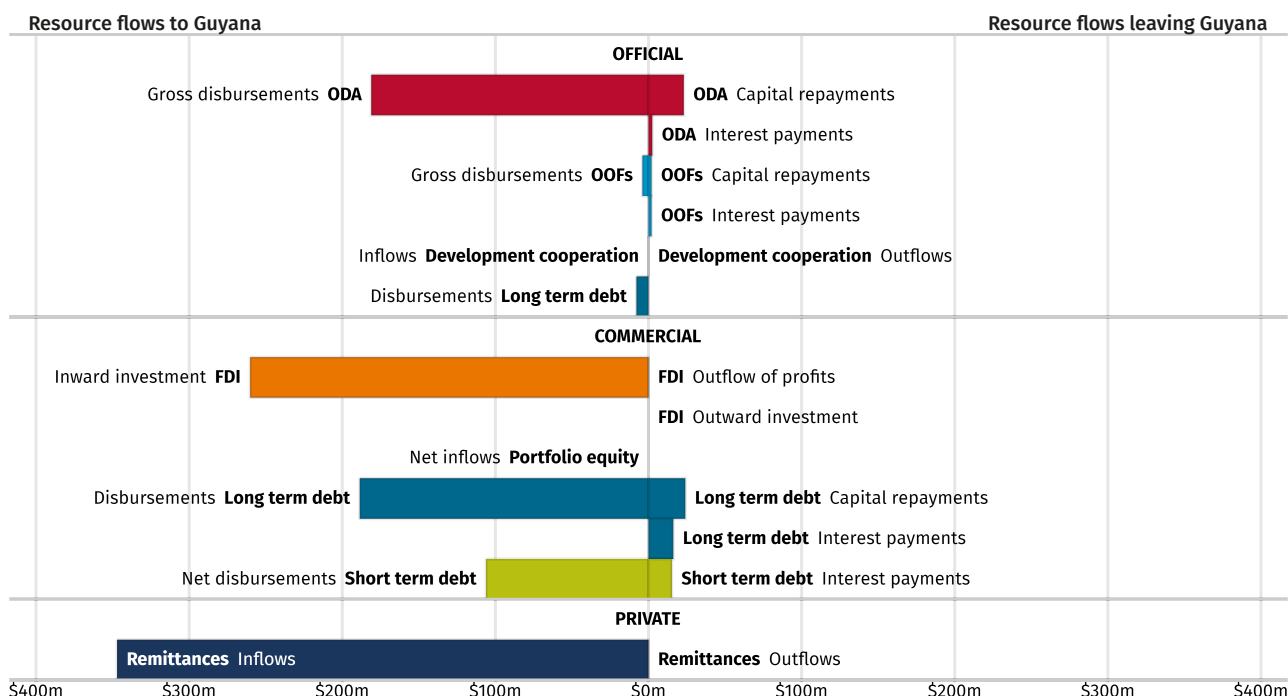 Resource flows to Guyana Resource flows leaving Guyana
OFFICIAL
Gross disbursements ODA ODA Capital repayments
ODA Interest payments
Gross disbursements OOFs OOFs Capital repayments
OOFs Interest payments
Inflows Development cooperation Development cooperation Outflows
Disbursements Long term debt
COMMERCIAL
Inward investment FDI FDI Outflow of profits
FDI Outward investment
Net inflows Portfolio equity
Disbursements Long term debt Long term debt Capital repayments
Long term debt Interest payments
Net disbursements Short term debt Short term debt Interest payments
PRIVATE
Remittances Inflows Remittances Outflows
$400m $300m $200m $100m $0m $100m $200m $300m $400m